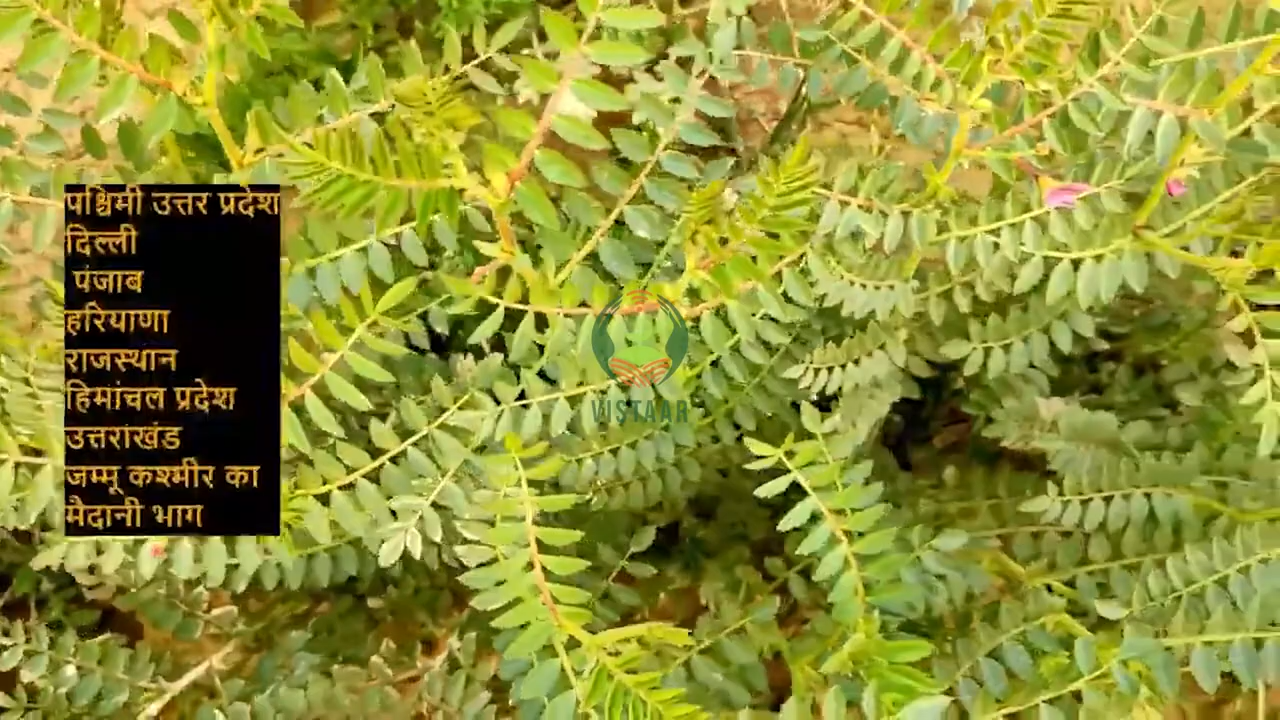 पश्चिमी उत्तर प्रदेश
दिल्ली
पंजाब
हरियाणा
राजस्थान
हिमांचल प्रदेश
उत्तराखंड
जम्मू कश्मीर का
मैदानी भाग
VISTAAR